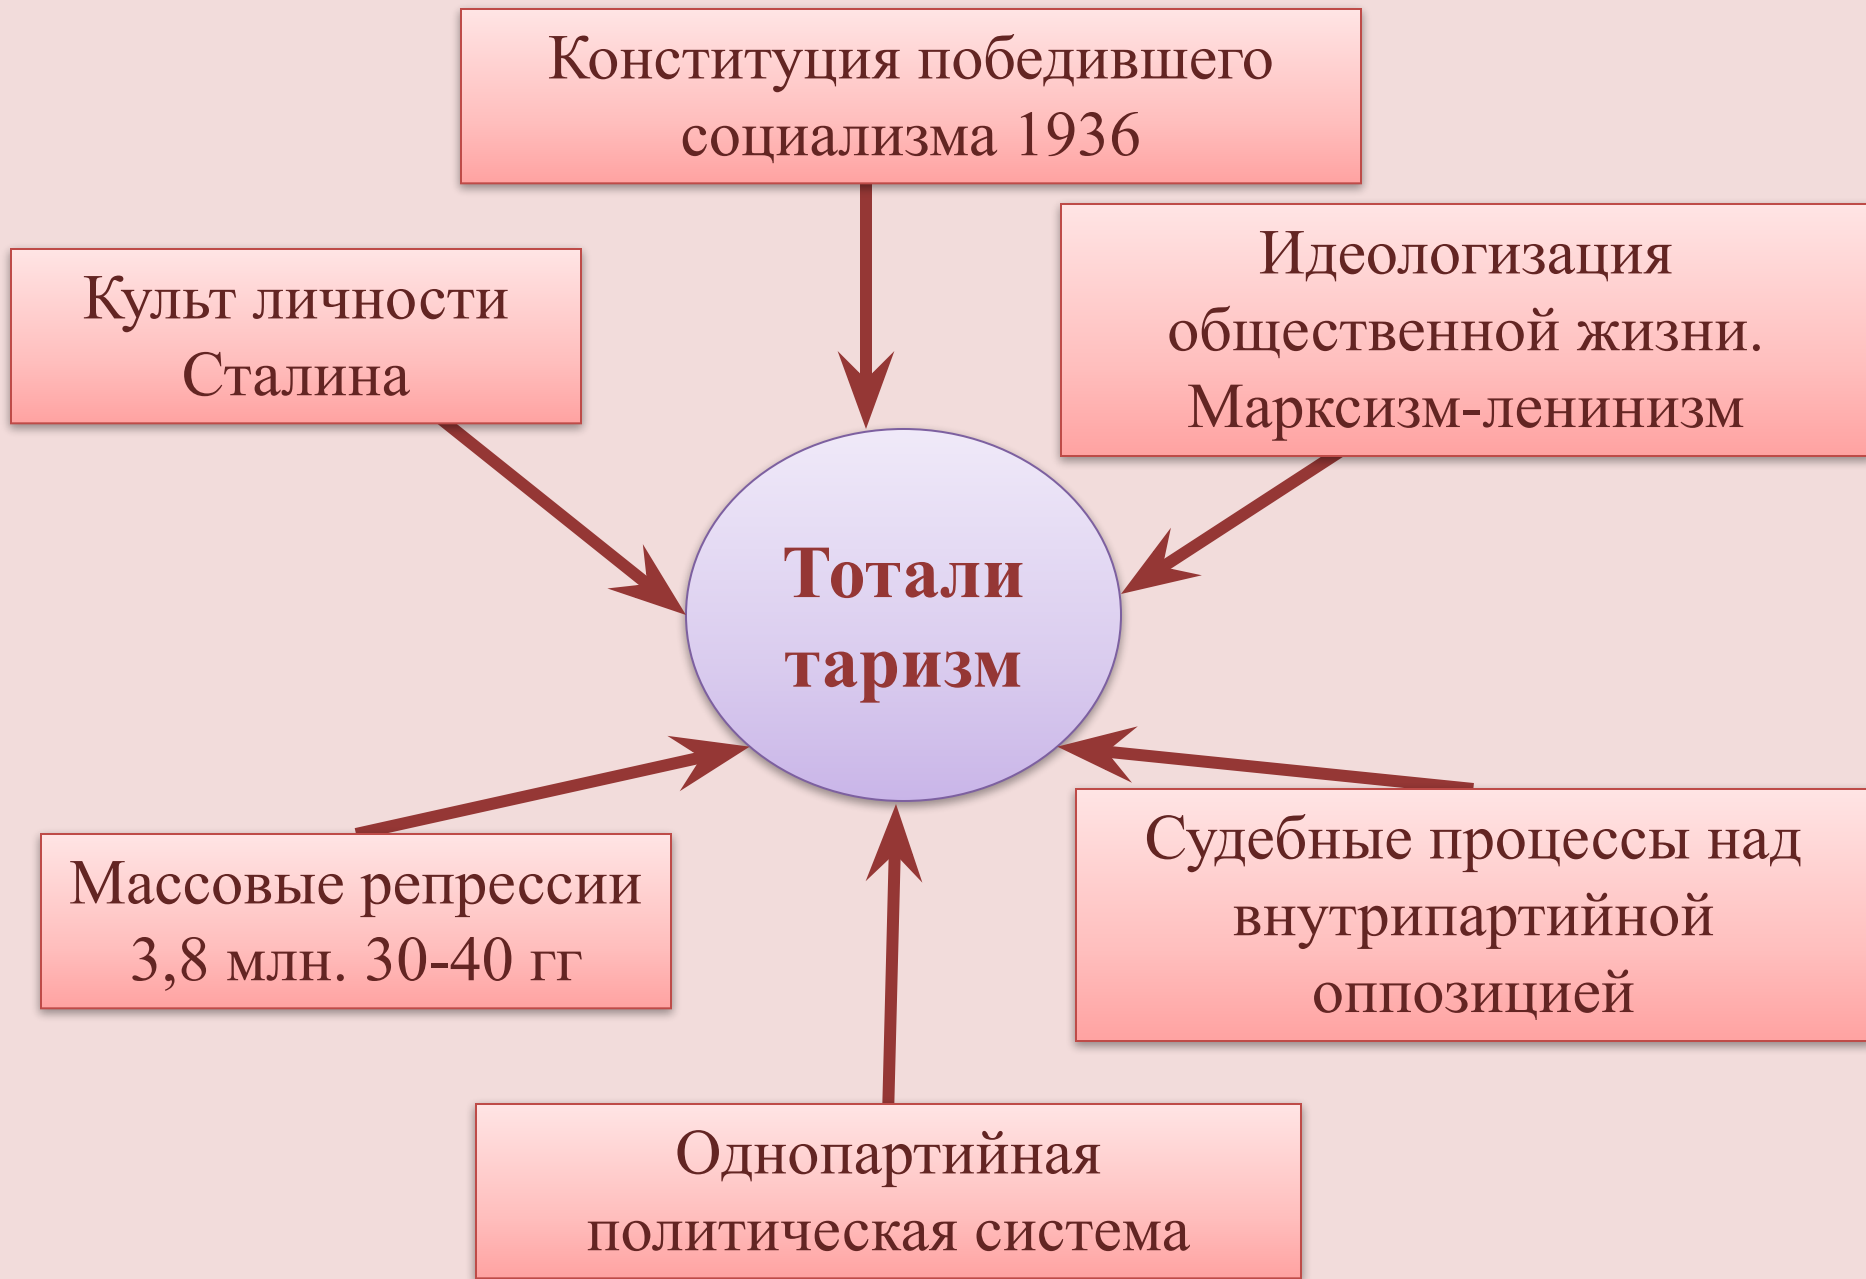 Конституция победившего
социализма 1936
Культ личности
Сталина
Идеологизация
общественной жизни.
Марксизм-ленинизм
Тотали
таризм
Массовые репрессии
3,8 млн. 30-40 гг
Судебные процессы над
внутрипартийной
оппозицией
Однопартийная
политическая система